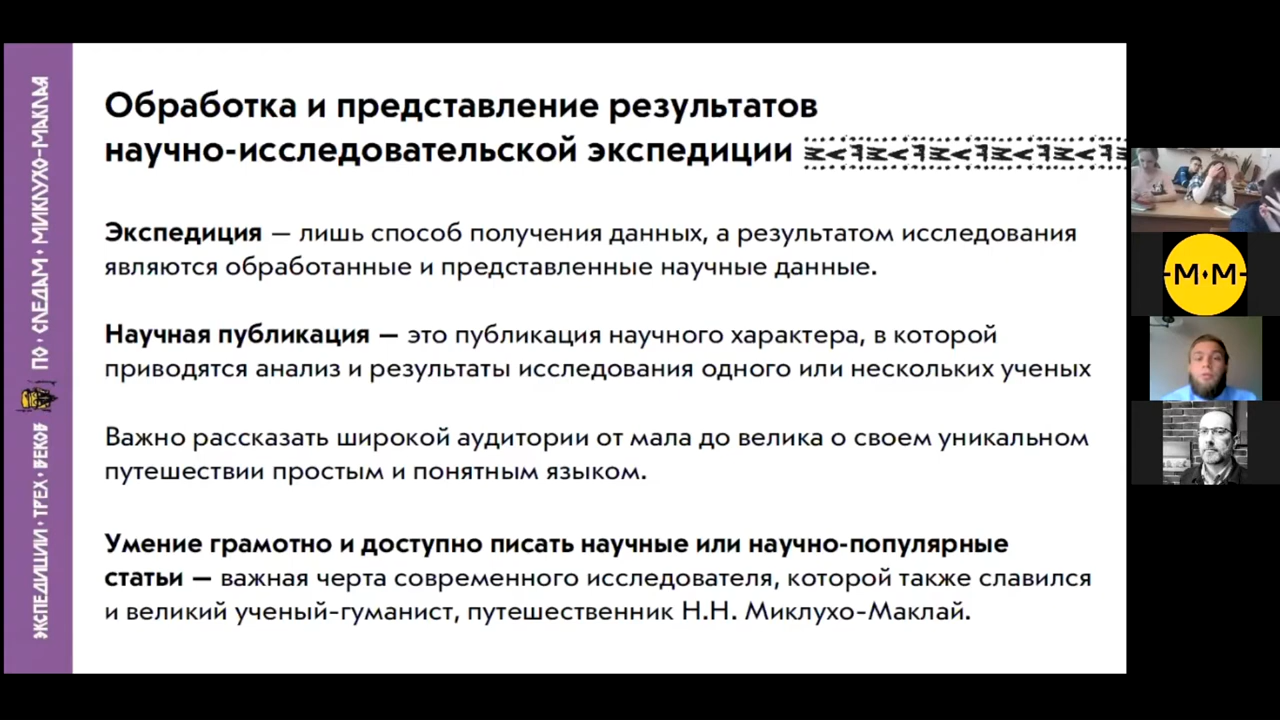 Обработка и представление результатов
научно-исследовательской экспедиции
Экспедиция — лишь способ получения данных, а результатом исследования
являются обработанные и представленные научные данные.
Научная публикация — это публикация научного характера, в которой
приводятся анализ и результаты исследования одного или нескольких ученых
Важно рассказать широкой аудитории от мала до велика о своем уникальном
путешествии простым и понятным языком.
Умение грамотно и доступно писать научные или научно-популярные
статьи — важная черта современного исследователя, которой также славился
и великий ученый-гуманист, путешественник Н.Н. Миклухо-Маклай.
ЭКСПЕДИЦИИ·ТРЕХ·ВЕКОВ
ПО·СЛЕДАМ·МИКЛУХО-МАКЛАЯ
-М·М-